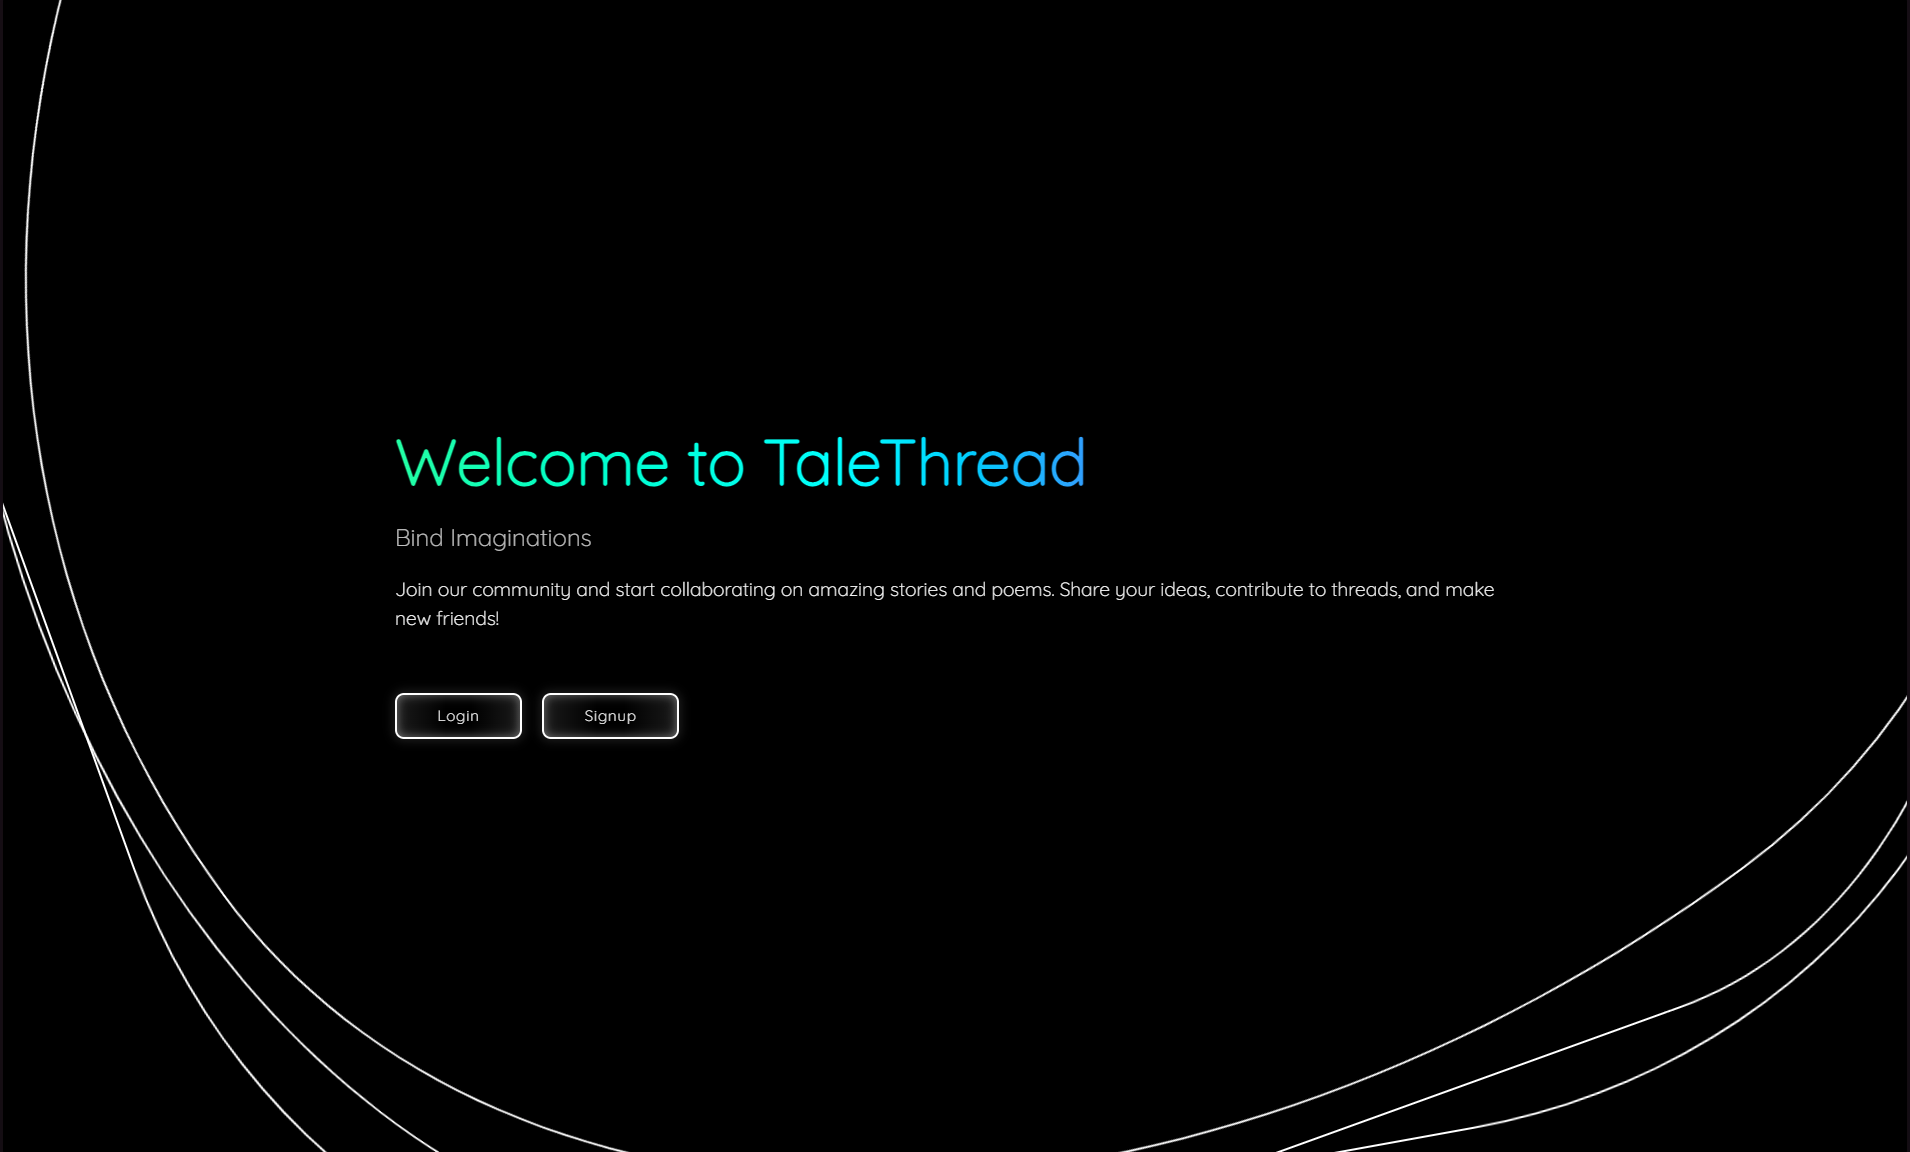 Welcome to TaleThread
Bind Imaginations
Join our community and start collaborating on amazing stories and poems. Share your ideas, contribute to threads, and make
new friends!
Login
Signup